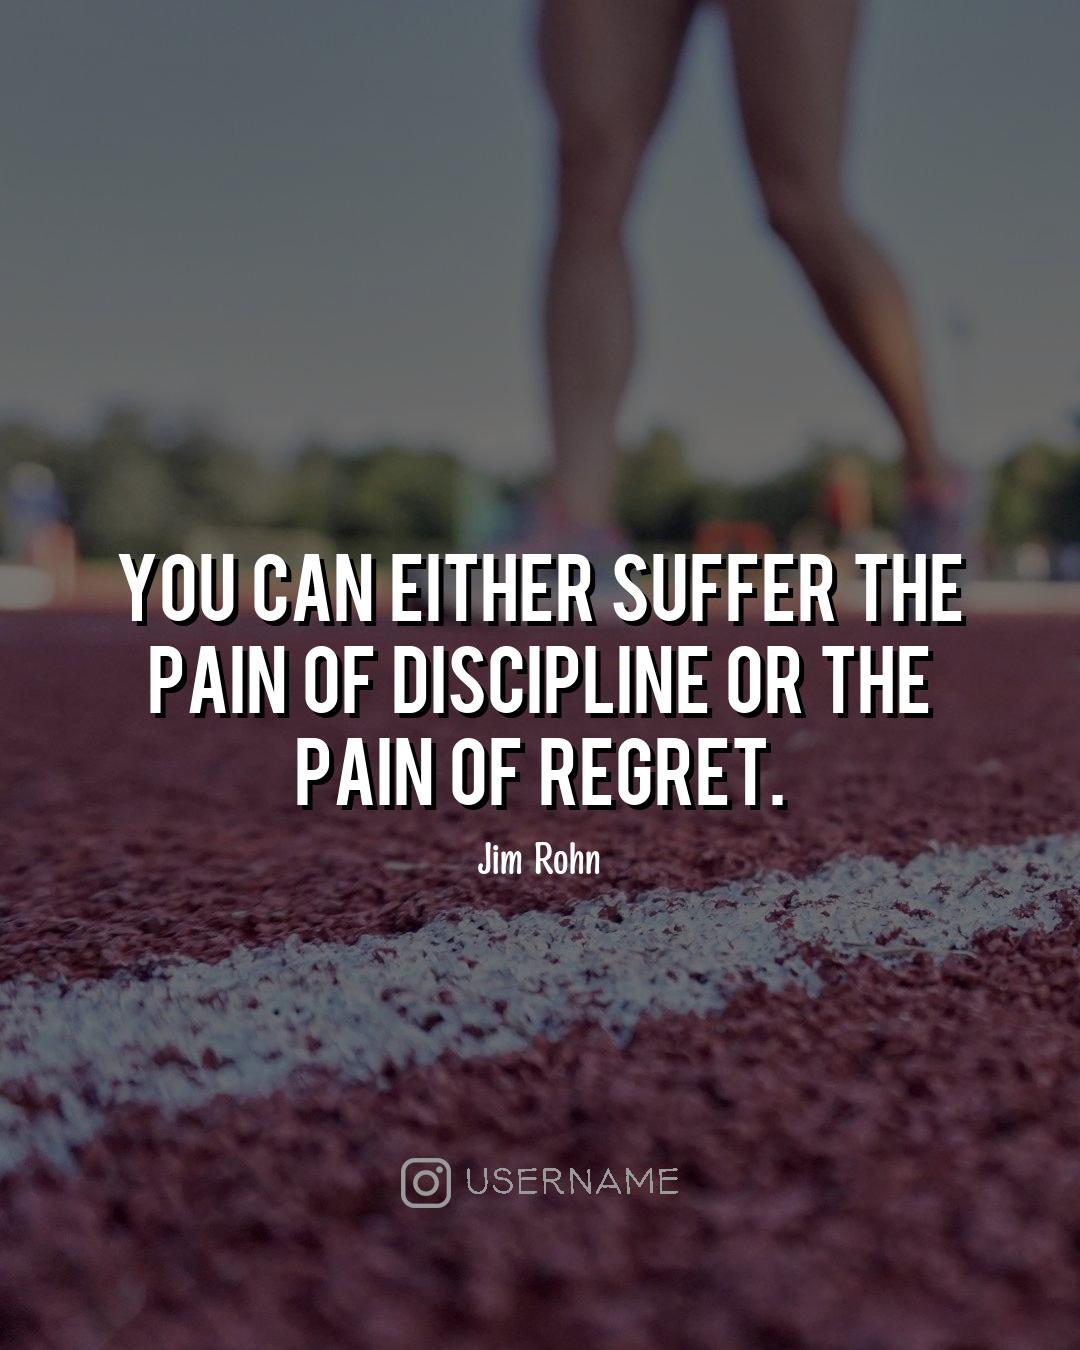 YOU CAN EITHER SUFFER THE
PAIN OF DISCIPLINE OR THE
PAIN OF REGRET.
Jim Rohn
USERNAME